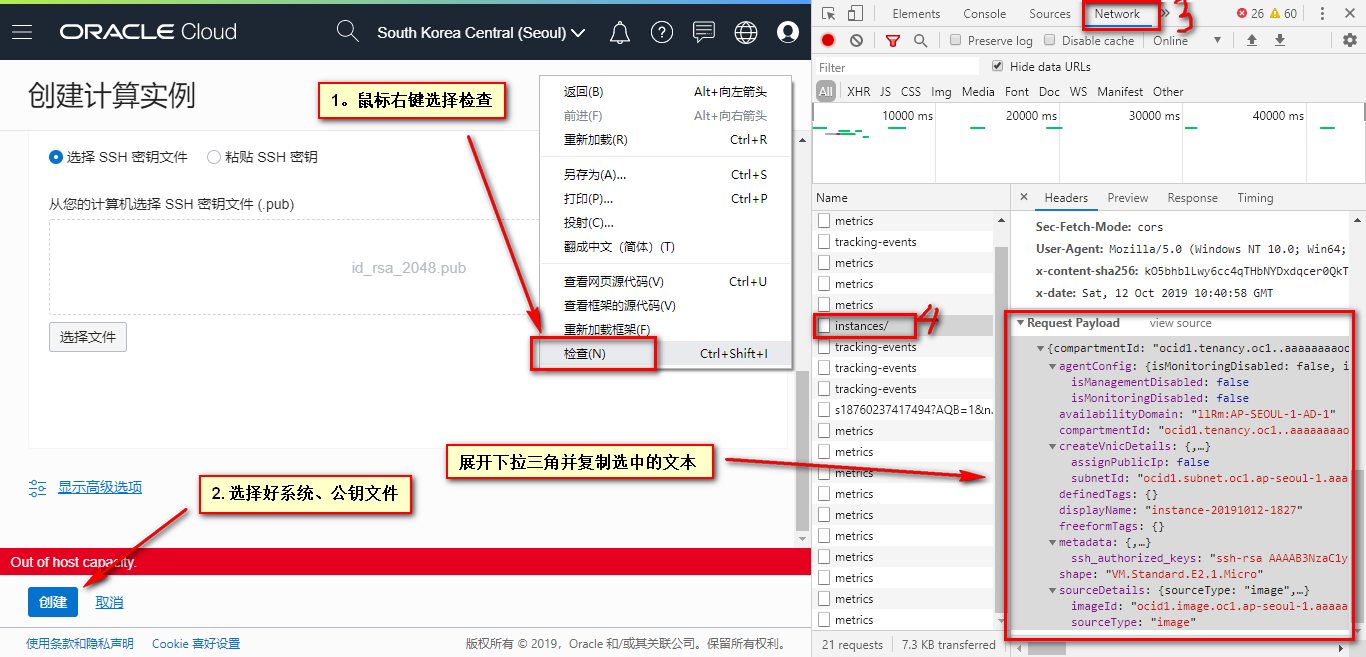 ORACLE Cloud
South Korea Central (Seoul)
创建计算实例
选择 SSH 密钥文件
粘贴 SSH 密钥
从您的计算机选择 SSH 密钥文件 (.pub)
id_rsa_2048.pub
选择文件
显示高级选项
Out of host capacity.
创建
取消
使用条款和隐私声明
Cookie 喜好设置
版权所有 © 2019，Oracle 和/或其关联公司。保留所有权利。
1。鼠标右键选择检查
2. 选择好系统、公钥文件
展开下拉三角并复制选中的文本
返回(B) Alt+向左箭头
前进(F) Alt+向右箭头
重新加载(R) Ctrl+R
另存为(A)... Ctrl+S
打印(P)... Ctrl+P
投射(C)...
翻成中文（简体）(T)
查看网页源代码(V) Ctrl+U
查看框架的源代码(V)
重新加载框架(F)
检查(N) Ctrl+Shift+I
Elements Console Sources Network » 3 26 60
Preserve log Disable cache Online
Filter Hide data URLs
All XHR JS CSS Img Media Font Doc WS Manifest Other
10000 ms 20000 ms 30000 ms 40000 ms
Name
metrics
tracking-events
metrics
metrics
metrics
instances/ 4
tracking-events
tracking-events
tracking-events
s18760237417494?AQB=1&n.
metrics
metrics
metrics
metrics
metrics
metrics
metrics
metrics
metrics
metrics
21 requests 7.3 KB transferred
Headers Preview Response Timing
Sec-Fetch-Mode: cors
User-Agent: Mozilla/5.0 (Windows NT 10.0; Win64;
x-content-sha256: kO5bhblLwy6cc4qTHbNYDxdqcer0QkT
x-date: Sat, 12 Oct 2019 10:40:58 GMT
Request Payload view source
{compartmentId: "ocid1.tenancy.oc1..aaaaaaaaoc
agentConfig: {isMonitoringDisabled: false, i
isManagementDisabled: false
isMonitoringDisabled: false
availabilityDomain: "llRm:AP-SEOUL-1-AD-1"
compartmentId: "ocid1.tenancy.oc1..aaaaaaaao
createVnicDetails: {,…}
assignPublicIp: false
subnetId: "ocid1.subnet.oc1.ap-seoul-1.aaa
definedTags: {}
displayName: "instance-20191012-1827"
freeformTags: {}
metadata: {,…}
ssh_authorized_keys: "ssh-rsa AAAAB3NzaC1y
shape: "VM.Standard.E2.1.Micro"
sourceDetails: {sourceType: "image",…}
imageId: "ocid1.image.oc1.ap-seoul-1.aaaaa
sourceType: "image"